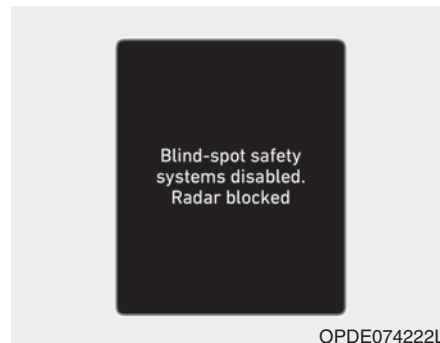 Blind-spot safety
systems disabled.
Radar blocked
OPDE074222L